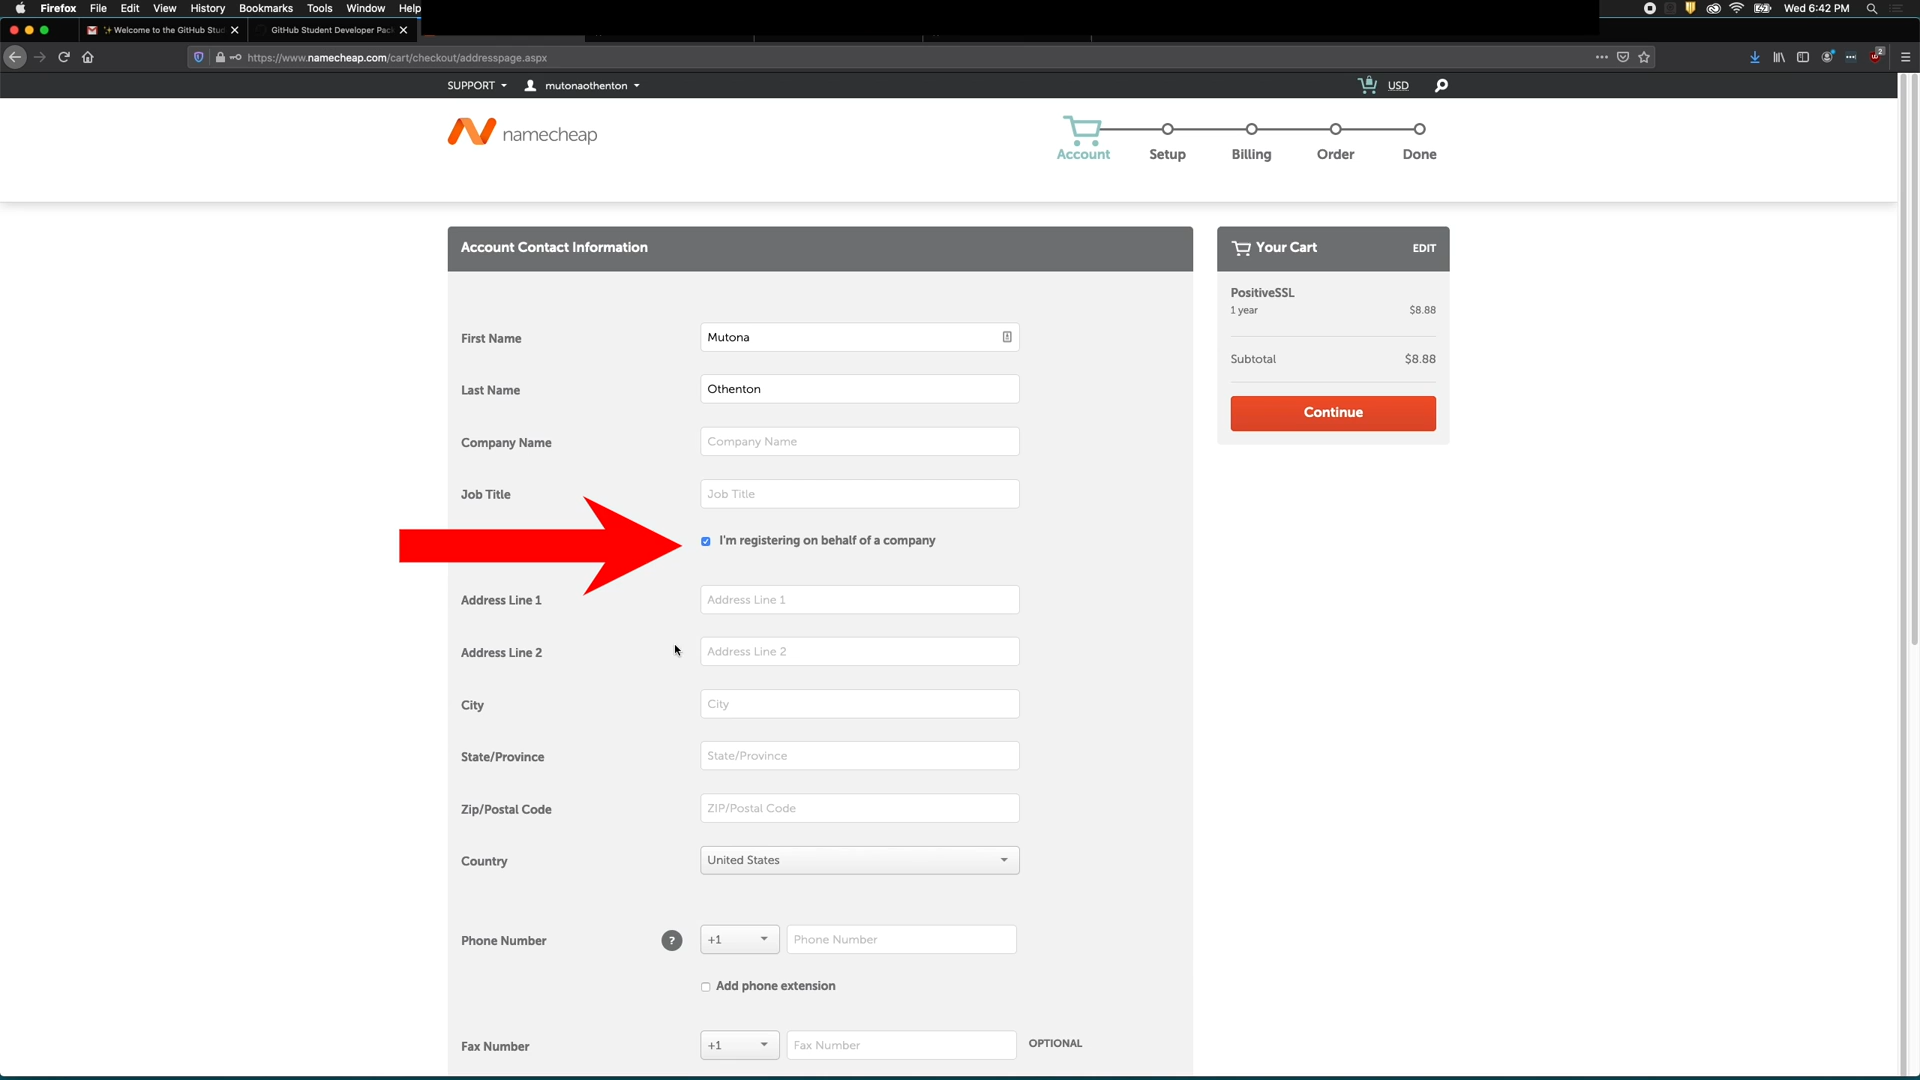 Firefox File Edit View History Bookmarks Tools Window Help
Wed 6:42 PM
✨ Welcome to the GitHub Stud
GitHub Student Developer Pac
https://www.namecheap.com/cart/checkout/addresspage.aspx
2
SUPPORT mutonaothenton USD
namecheap
Account Setup Billing Order Done
Account Contact Information
First Name Mutona
Last Name Othenton
Company Name Company Name
Job Title Job Title
I'm registering on behalf of a company
Address Line 1 Address Line 1
Address Line 2 Address Line 2
City City
State/Province State/Province
Zip/Postal Code ZIP/Postal Code
Country United States
Phone Number ? +1 Phone Number
Add phone extension
Fax Number +1 Fax Number OPTIONAL
Your Cart EDIT
PositiveSSL
1 year $8.88
Subtotal $8.88
Continue